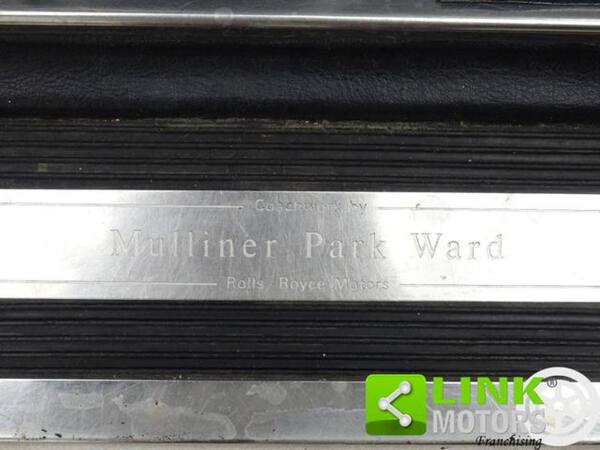 Coachwork by
Mulliner Park Ward
Rolls Royce Motors
LINK®
MOTORS
Franchising